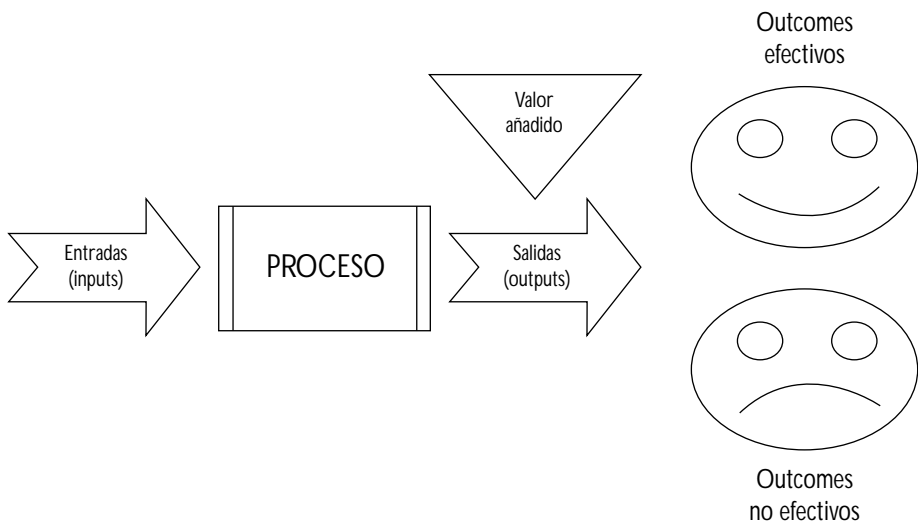 Outcomes
efectivos
Valor
añadido
Entradas
(inputs)
PROCESO
Salidas
(outputs)
Outcomes
no efectivos